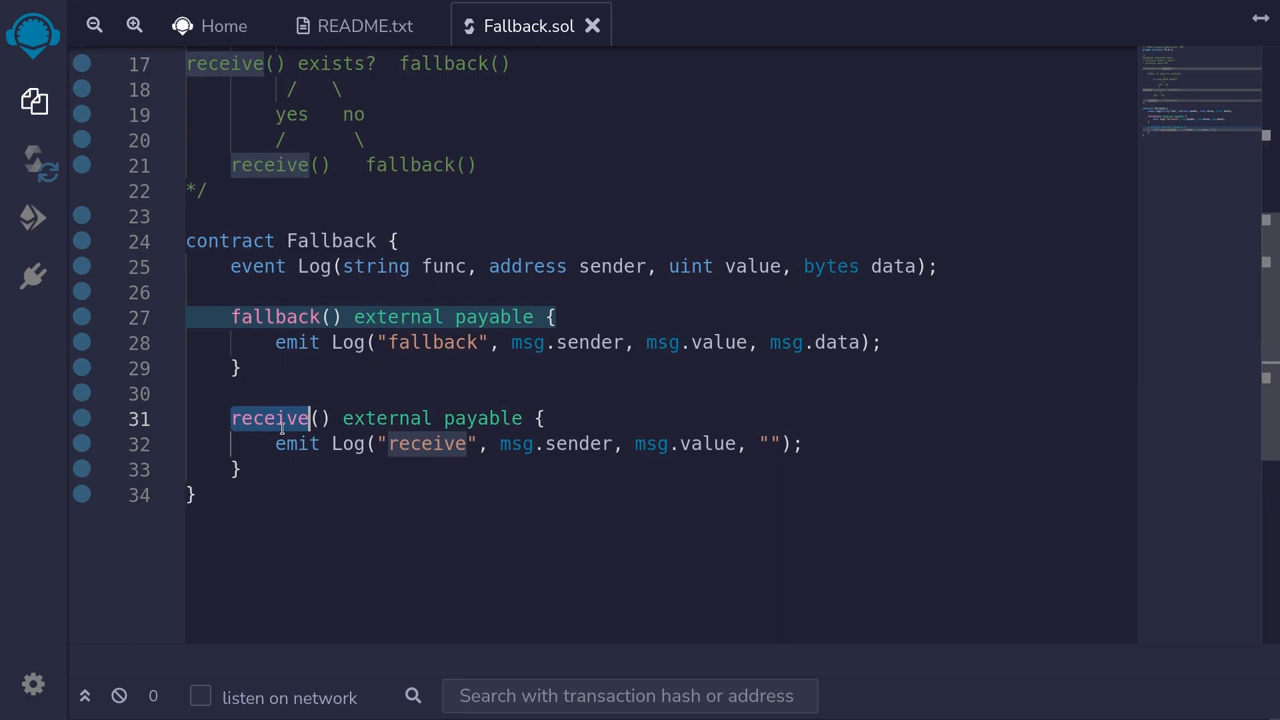 Home README.txt Fallback.sol
17 receive() exists? fallback()
18 / \
19 yes no
20 / \
21 receive() fallback()
22 */
23
24 contract Fallback {
25 event Log(string func, address sender, uint value, bytes data);
26
27 fallback() external payable {
28 emit Log("fallback", msg.sender, msg.value, msg.data);
29 }
30
31 receive() external payable {
32 emit Log("receive", msg.sender, msg.value, "");
33 }
34 }
0 listen on network Search with transaction hash or address